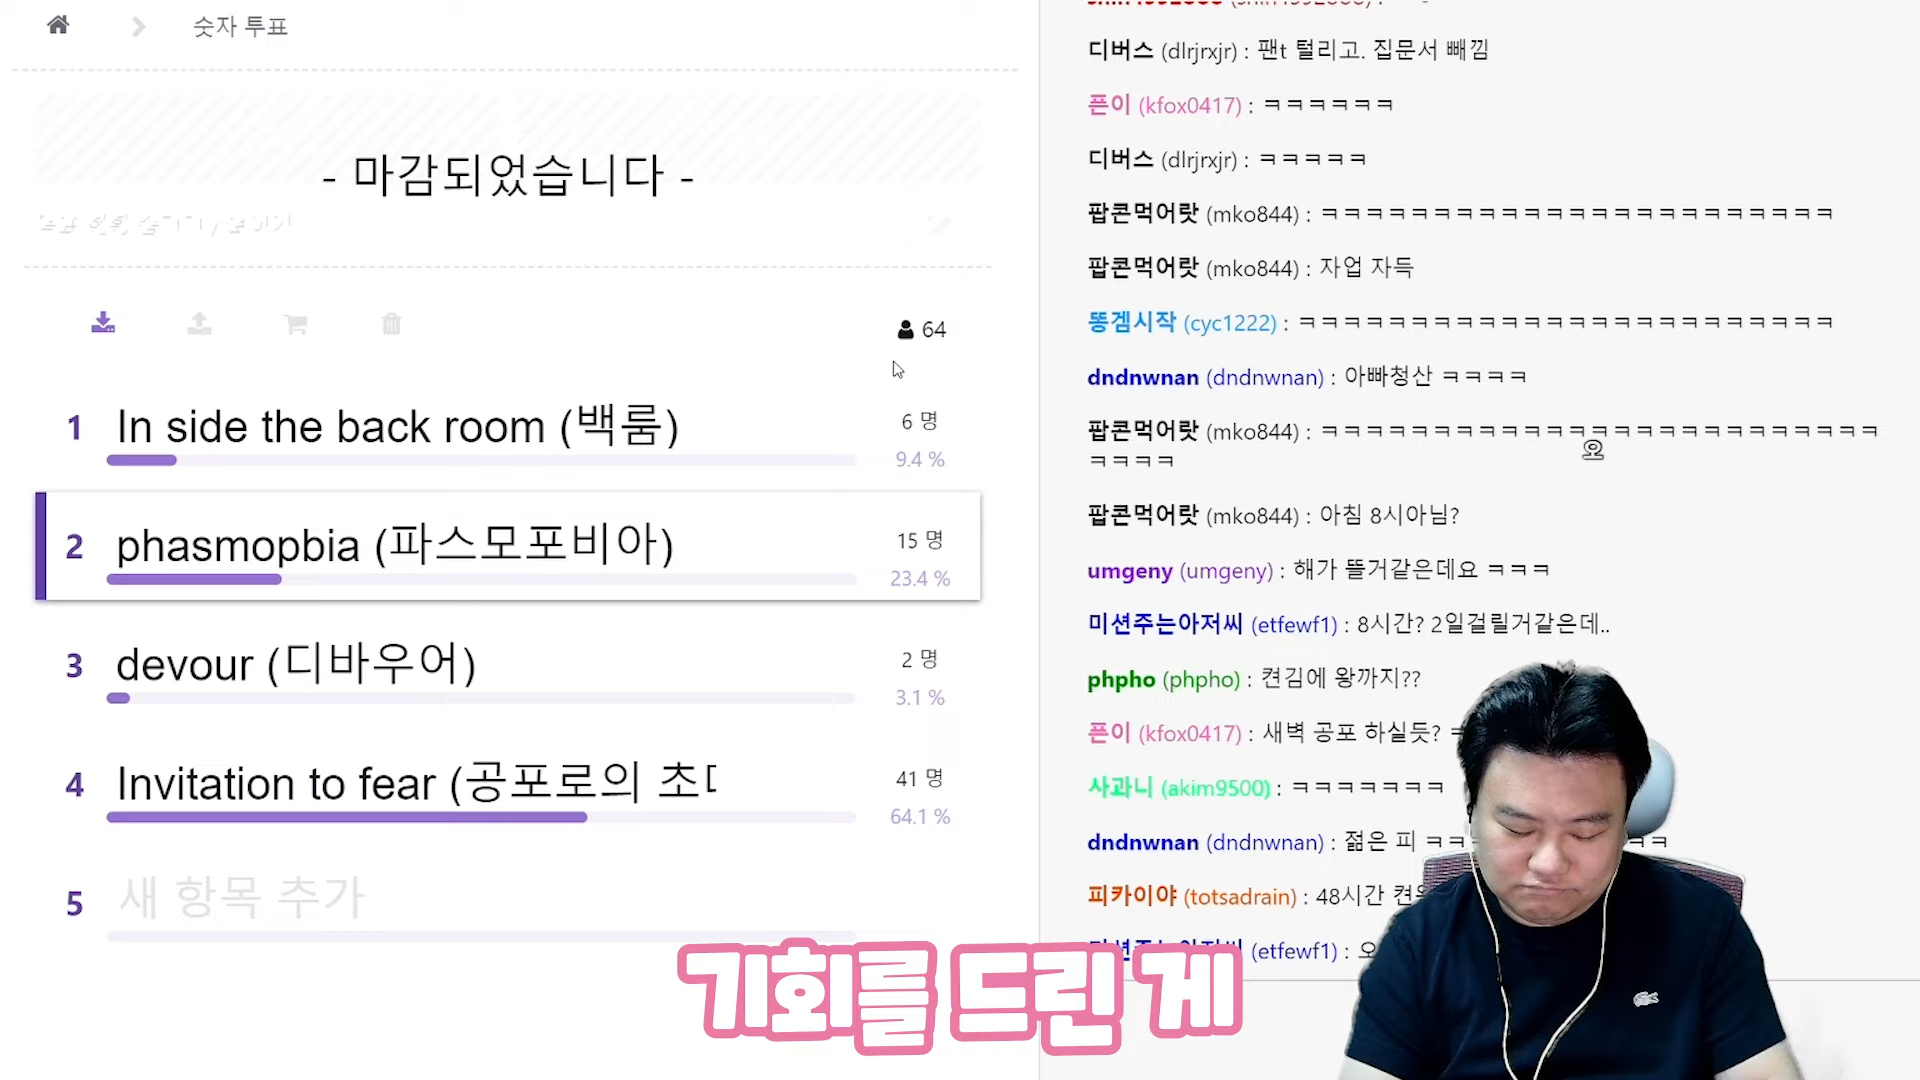 숫자 투표
- 마감되었습니다 -
64
1 In side the back room (백룸)
6 명
9.4 %
2 phasmopbia (파스모포비아)
15 명
23.4 %
3 devour (디바우어)
2 명
3.1 %
4 Invitation to fear (공포로의
41 명
64.1 %
5 새 항목 추가
디버스 (dlrjrxjr) : 팬t 털리고. 집문서 빼낌
픈이 (kfox0417) : ㅋㅋㅋㅋㅋㅋ
디버스 (dlrjrxjr) : ㅋㅋㅋㅋㅋ
팝콘먹어랏 (mko844) : ㅋㅋㅋㅋㅋㅋㅋㅋㅋㅋㅋㅋㅋㅋㅋㅋㅋㅋㅋㅋㅋㅋㅋ
팝콘먹어랏 (mko844) : 자업 자득
똥겜시작 (cyc1222) : ㅋㅋㅋㅋㅋㅋㅋㅋㅋㅋㅋㅋㅋㅋㅋㅋㅋㅋㅋㅋㅋㅋㅋㅋ
dndnwnan (dndnwnan) : 아빠청산 ㅋㅋㅋㅋ
팝콘먹어랏 (mko844) : ㅋㅋㅋㅋㅋㅋㅋㅋㅋㅋㅋㅋㅋㅋㅋㅋㅋㅋㅋㅋㅋㅋㅋㅋㅋ
ㅋㅋㅋㅋ
요
팝콘먹어랏 (mko844) : 아침 8시아님?
umgeny (umgeny) : 해가 뜰거같은데요 ㅋㅋㅋ
미션주는아저씨 (etfewf1) : 8시간? 2일걸릴거같은데..
phpho (phpho) : 켠김에 왕까지??
픈이 (kfox0417) : 새벽 공포 하실듯?
사과니 (akim9500) : ㅋㅋㅋㅋㅋㅋㅋ
dndnwnan (dndnwnan) : 젊은 피 ㅋㅋ
피카이야 (totsadrain) : 48시간
(etfewf1) :
기회를 드린 게